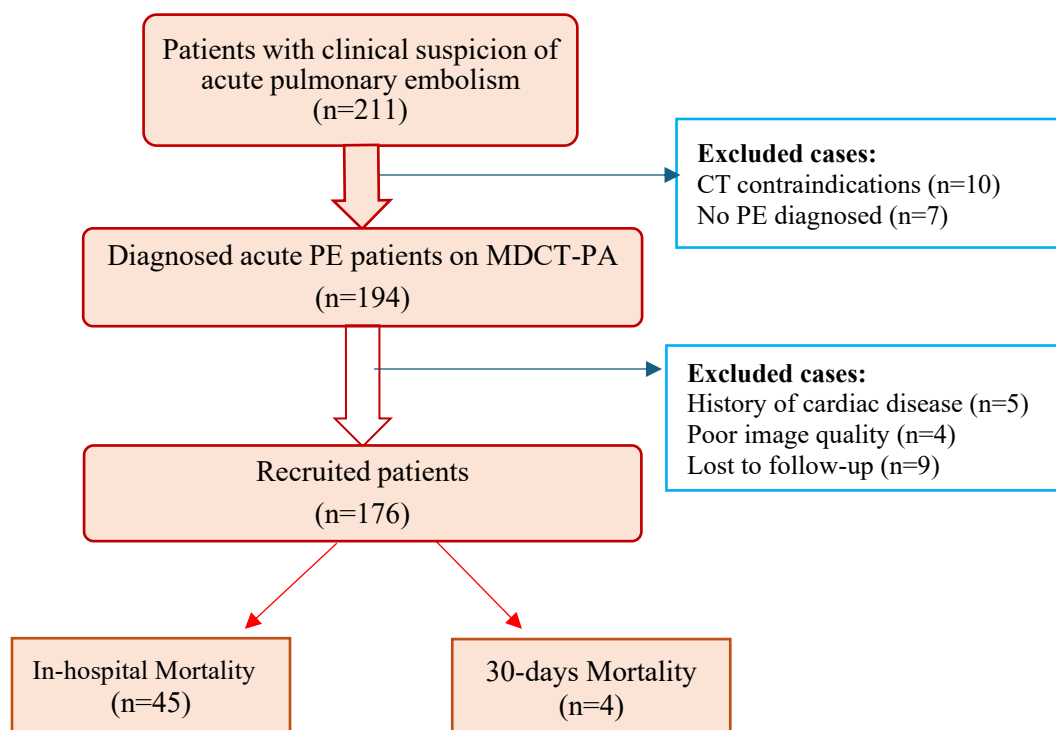 Patients with clinical suspicion of
acute pulmonary embolism
(n=211)
Excluded cases:
CT contraindications (n=10)
No PE diagnosed (n=7)
Diagnosed acute PE patients on MDCT-PA
(n=194)
Excluded cases:
History of cardiac disease (n=5)
Poor image quality (n=4)
Lost to follow-up (n=9)
Recruited patients
(n=176)
In-hospital Mortality
(n=45)
30-days Mortality
(n=4)